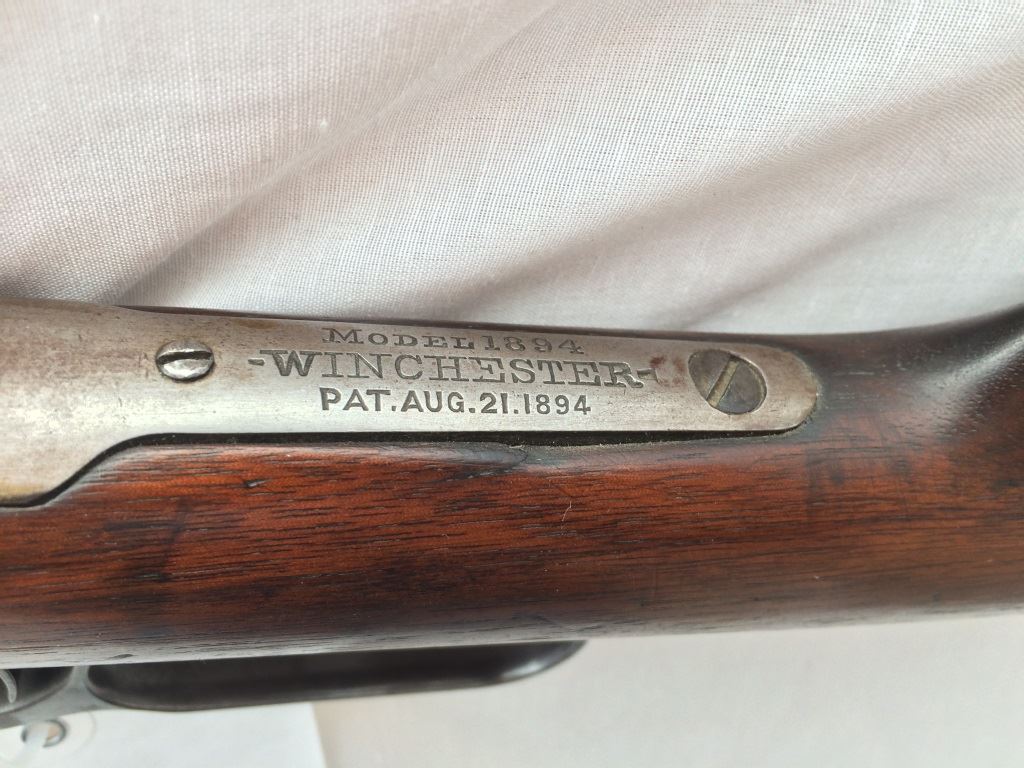 MODEL 1894
-WINCHESTER-
PAT. AUG. 21. 1894